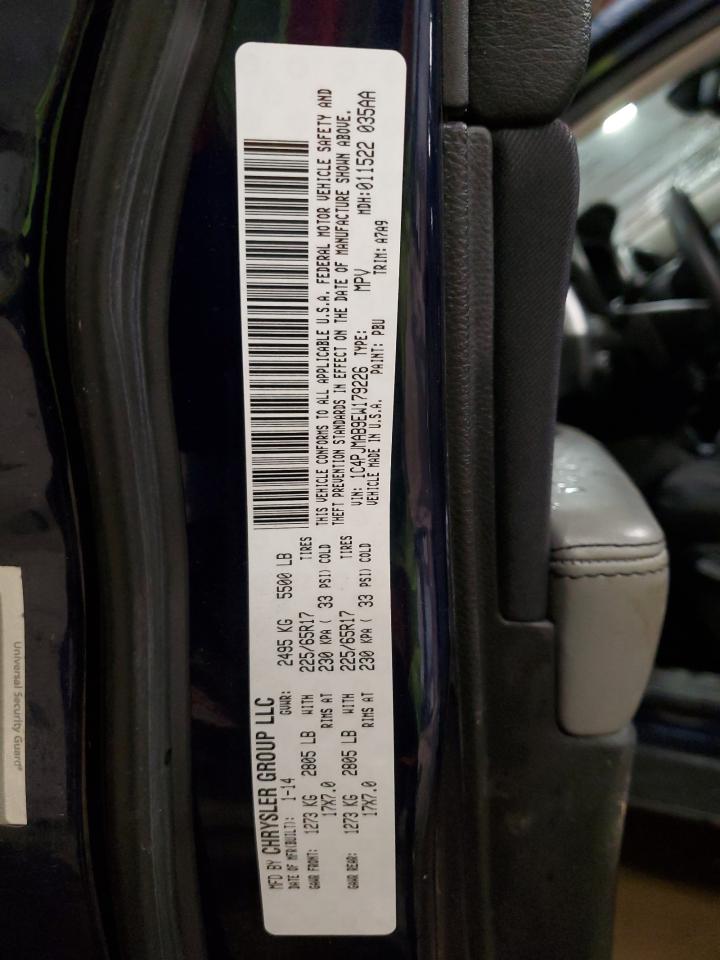 MFD BY CHRYSLER GROUP LLC
DATE OF MFR(BUILT): 1-14 GVWR: 2495 KG 5500 LB
GAWR FRONT: 1273 KG 2805 LB WITH 225/65R17 TIRES
17X7.0 RIMS AT 230 KPA ( 33 PSI) COLD
GAWR REAR: 1273 KG 2805 LB WITH 225/65R17 TIRES
17X7.0 RIMS AT 230 KPA ( 33 PSI) COLD
THIS VEHICLE CONFORMS TO ALL APPLICABLE U.S.A. FEDERAL MOTOR VEHICLE SAFETY AND
THEFT PREVENTION STANDARDS IN EFFECT ON THE DATE OF MANUFACTURE SHOWN ABOVE.
VIN: 1C4PJMAB9EW179226 TYPE: MPV MDH:011522 035AA
VEHICLE MADE IN U.S.A. PAINT: PBU TRIM: A7A9
Universal Security Guard®